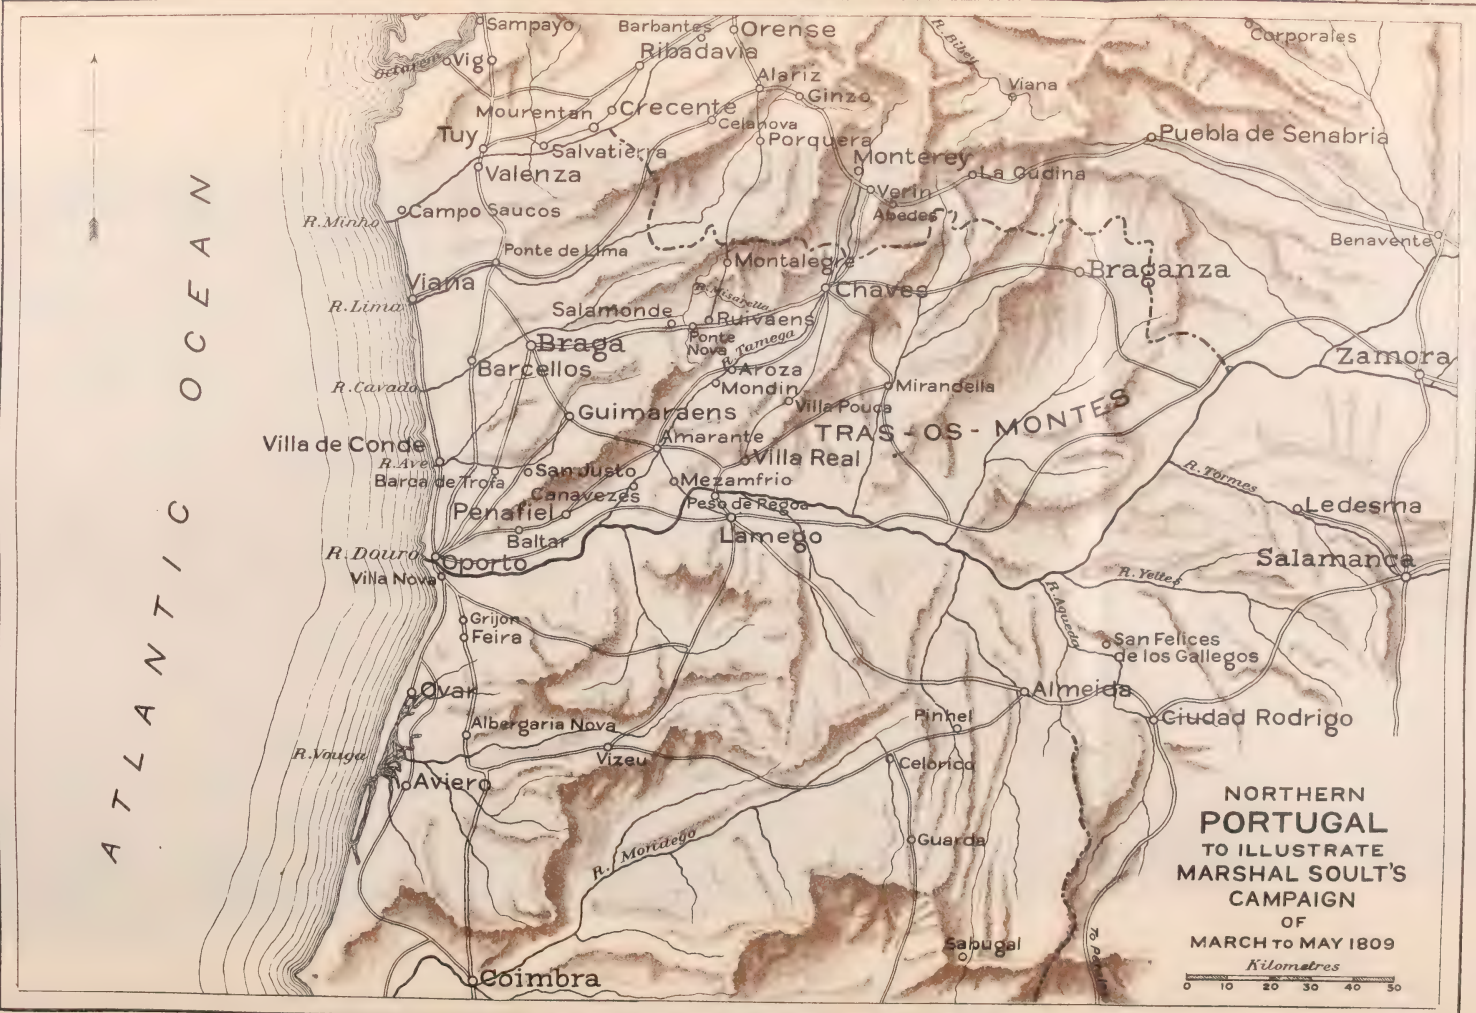 Sampayo
Barbantes
Orense
Ribadavia
R. Bibey
Corporales
Vigo
Alariz
Ginzo
Viana
Mourentan
Crecente
Celanova
Tuy
Porquera
Puebla de Senabria
Salvatierra
Monterey
Valenza
La Gudina
Verin
Abedes
Campo Saucos
R. Minho
Ponte de Lima
Benavente
Montalegre
Braganza
Viana
R. Lima
Chaves
R. Misarella
Salamonde
Ruivaens
Ponte
Nova
R. Tamega
Braga
Zamora
Barcellos
Aroza
Mondin
R. Cavado
Mirandella
Villa Pouca
Guimaraens
TRAS-OS-MONTES
Amarante
Villa de Conde
R. Ave
Villa Real
San Justo
Barca de Trofa
Mezamfrio
R. Tormes
Canavezes
Peso de Regoa
Ledesma
Penafiel
Baltar
Lamego
R. Douro
Oporto
Salamanca
Villa Nova
R. Yeltes
R. Agueda
Grijon
Feira
San Felices
de los Gallegos
Ovar
Almeida
Albergaria Nova
Pinhel
Ciudad Rodrigo
R. Vouga
Vizeu
Celorico
Aviero
R. Mondego
Guarda
Sabugal
Coimbra
ATLANTIC OCEAN
NORTHERN
PORTUGAL
TO ILLUSTRATE
MARSHAL SOULT'S
CAMPAIGN
OF
MARCH TO MAY 1809
Kilometres
0 10 20 30 40 50